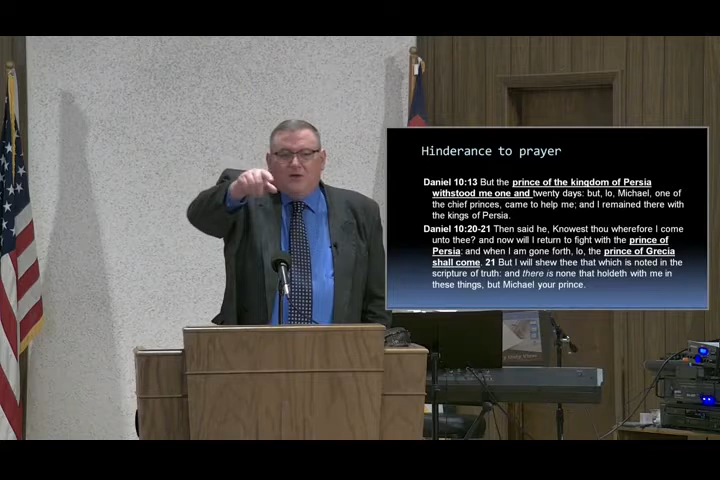 Hinderance to prayer
Daniel 10:13 But the prince of the kingdom of Persia
withstood me one and twenty days: but, lo, Michael, one of
the chief princes, came to help me; and I remained there with
the kings of Persia.
Daniel 10:20-21 Then said he, Knowest thou wherefore I come
unto thee? and now will I return to fight with the prince of
Persia: and when I am gone forth, lo, the prince of Grecia
shall come. 21 But I will shew thee that which is noted in the
scripture of truth: and there is none that holdeth with me in
these things, but Michael your prince.